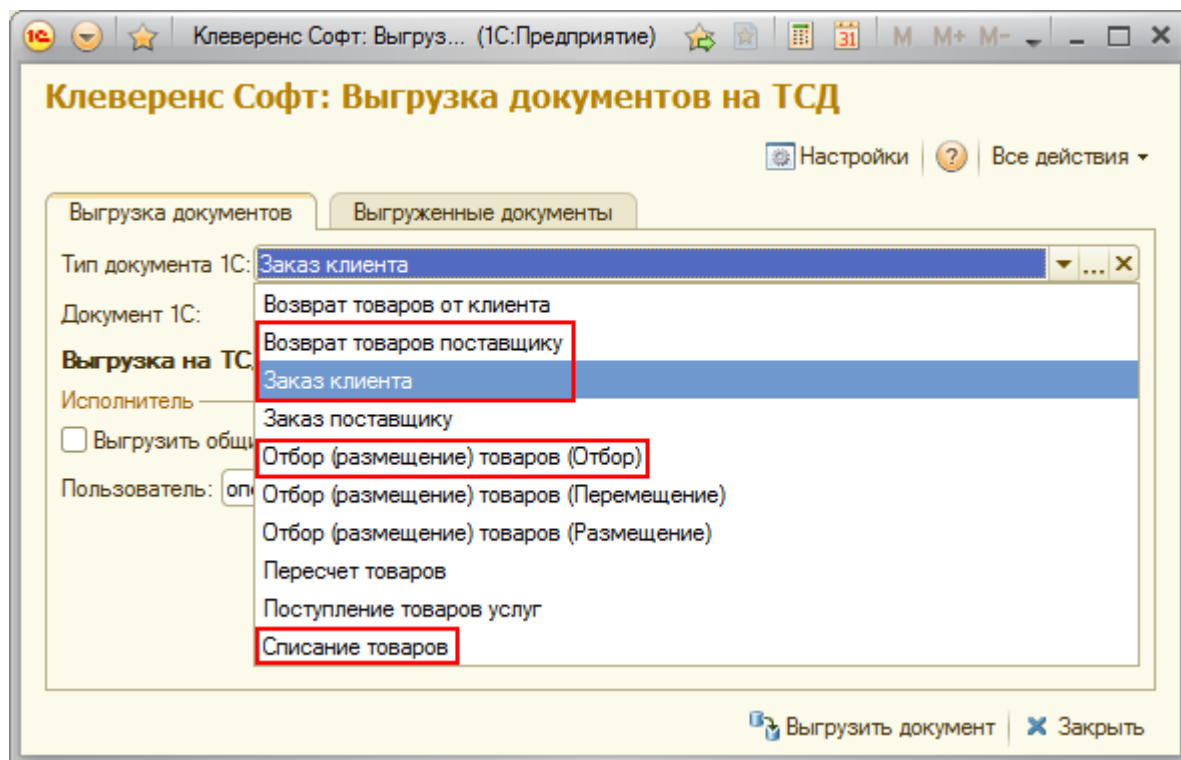 Клеверенс Софт: Выгруз... (1С:Предприятие) 31 M M+ M-
Клеверенс Софт: Выгрузка документов на ТСД
Настройки ? Все действия
Выгрузка документов Выгруженные документы
Тип документа 1С: Заказ клиента ...
Документ 1С:
Возврат товаров от клиента
Возврат товаров поставщику
Выгрузка на ТС
Заказ клиента
Исполнитель
Заказ поставщику
Выгрузить общи
Отбор (размещение) товаров (Отбор)
Пользователь: опе
Отбор (размещение) товаров (Перемещение)
Отбор (размещение) товаров (Размещение)
Пересчет товаров
Поступление товаров услуг
Списание товаров
Выгрузить документ Закрыть